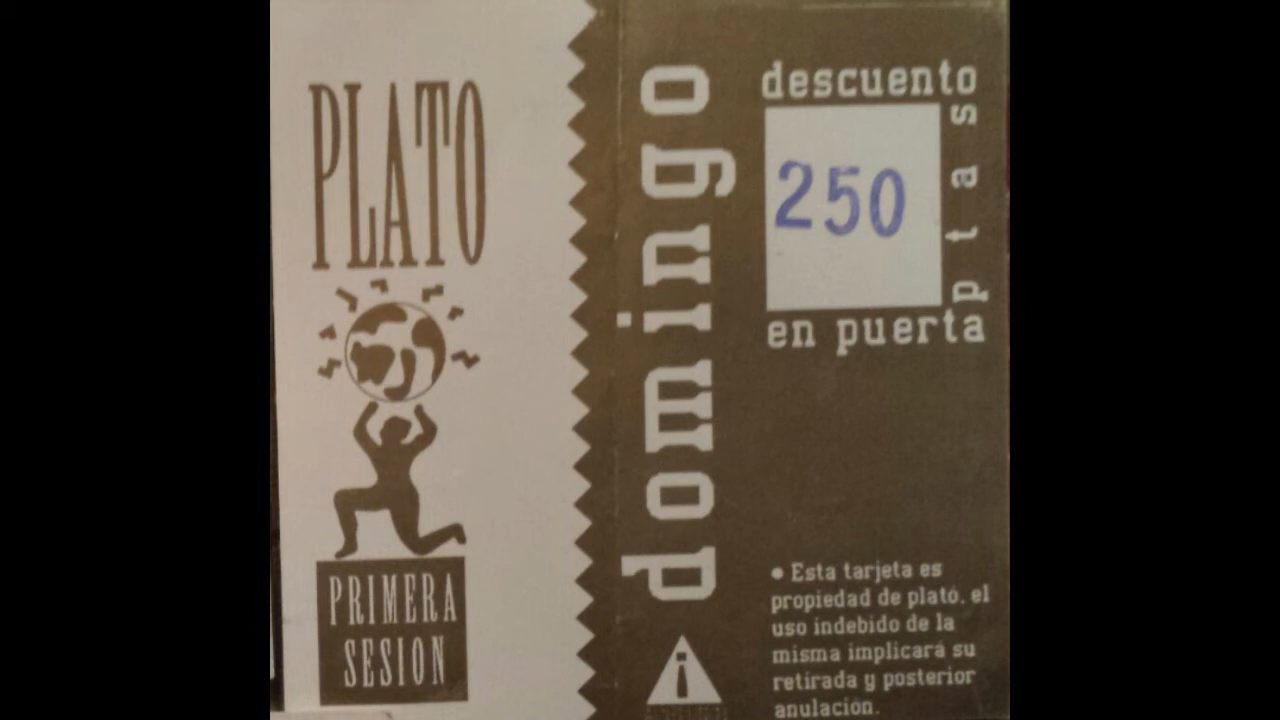 PLATO
PRIMERA
SESION
domingo
descuento
250
ptas
en puerta
• Esta tarjeta es
propiedad de plató. el
uso indebido de la
misma implicará su
retirada y posterior
anulación.